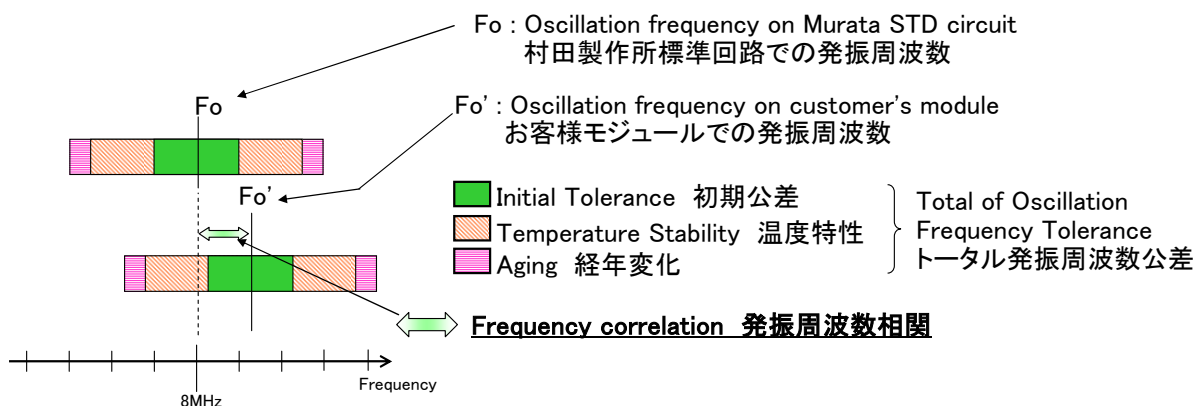 Fo : Oscillation frequency on Murata STD circuit
村田製作所標準回路での発振周波数
Fo
Fo' : Oscillation frequency on customer's module
お客様モジュールでの発振周波数
Fo'
Initial Tolerance 初期公差
Temperature Stability 温度特性
Aging 経年変化
Total of Oscillation
Frequency Tolerance
トータル発振周波数公差
Frequency correlation 発振周波数相関
Frequency
8MHz